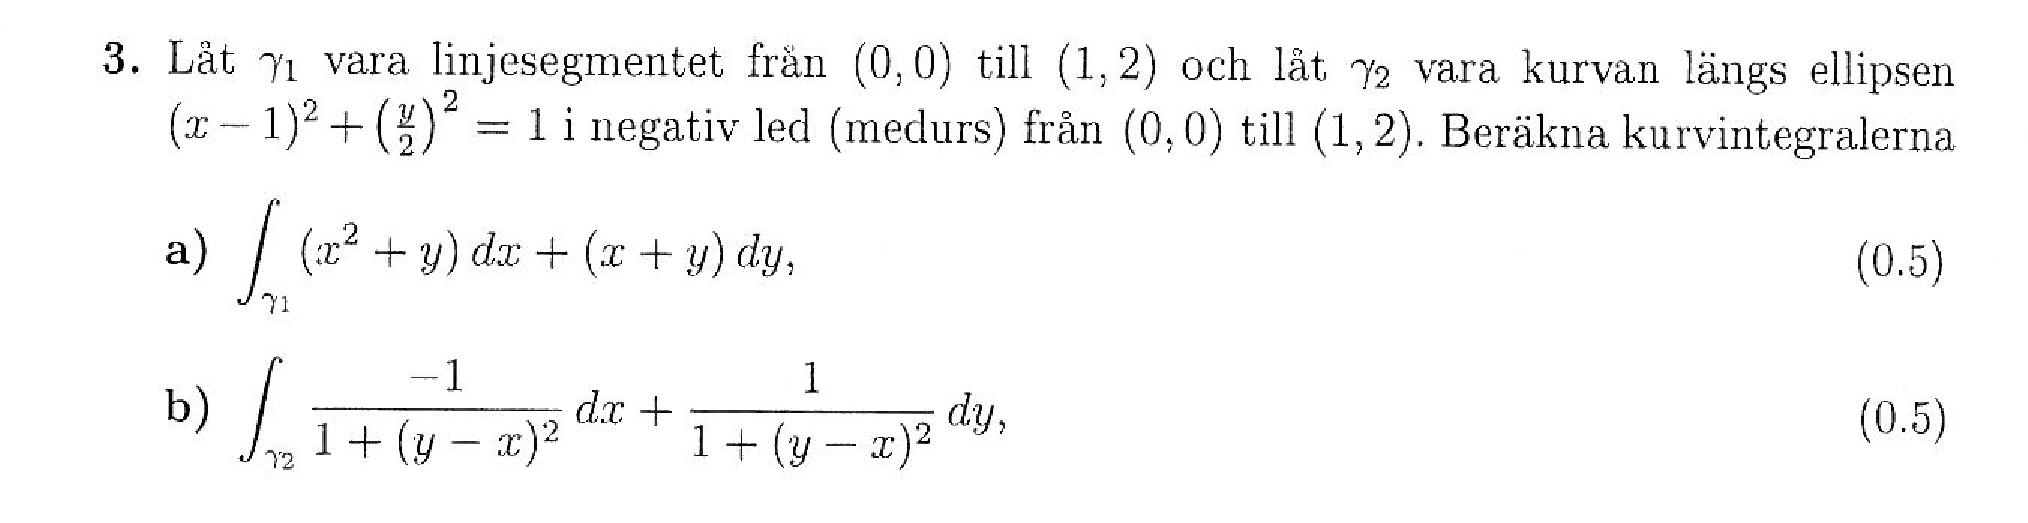 3. Låt γ₁ vara linjesegmentet från (0, 0) till (1, 2) och låt γ₂ vara kurvan längs ellipsen
(x − 1)² + (y/2)² = 1 i negativ led (medurs) från (0, 0) till (1, 2). Beräkna kurvintegralerna
a) ∫_γ₁ (x² + y) dx + (x + y) dy, (0.5)
b) ∫_γ₂ −1/(1 + (y − x)²) dx + 1/(1 + (y − x)²) dy, (0.5)